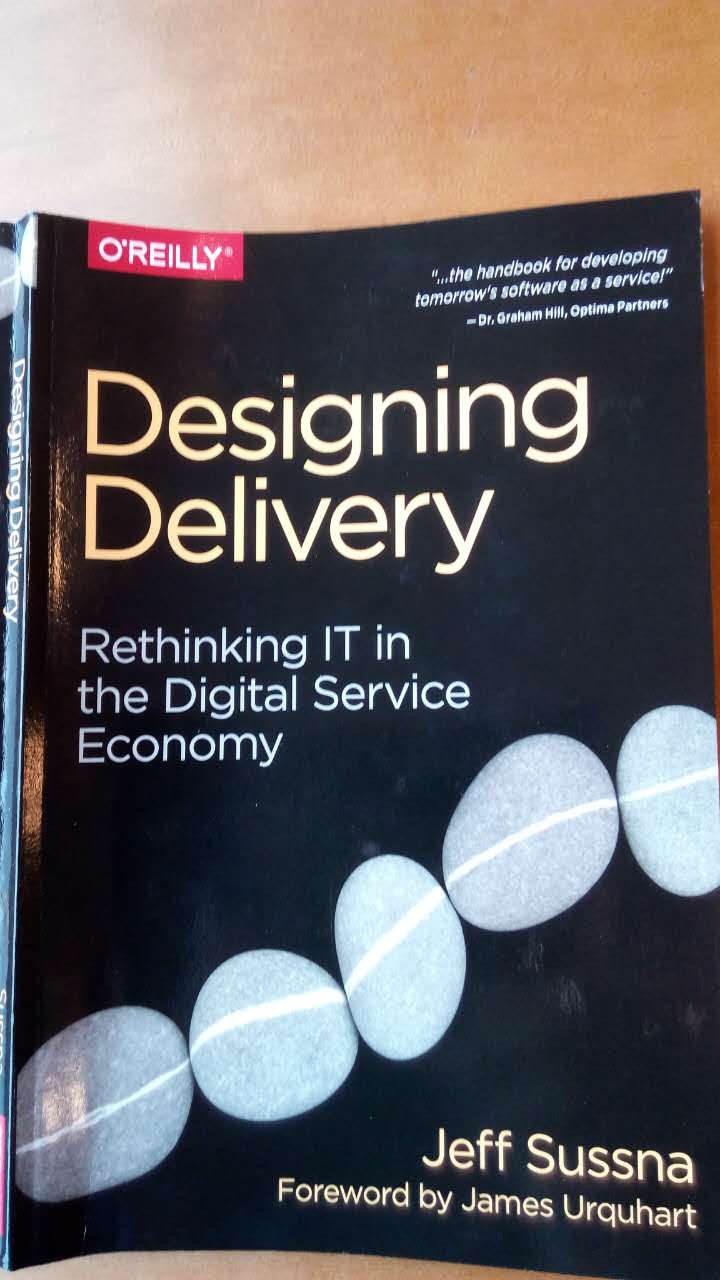 O'REILLY®
"...the handbook for developing
tomorrow's software as a service!"
— Dr. Graham Hill, Optima Partners
Designing
Delivery
Rethinking IT in
the Digital Service
Economy
Jeff Sussna
Foreword by James Urquhart
Designing Delivery
Sussna